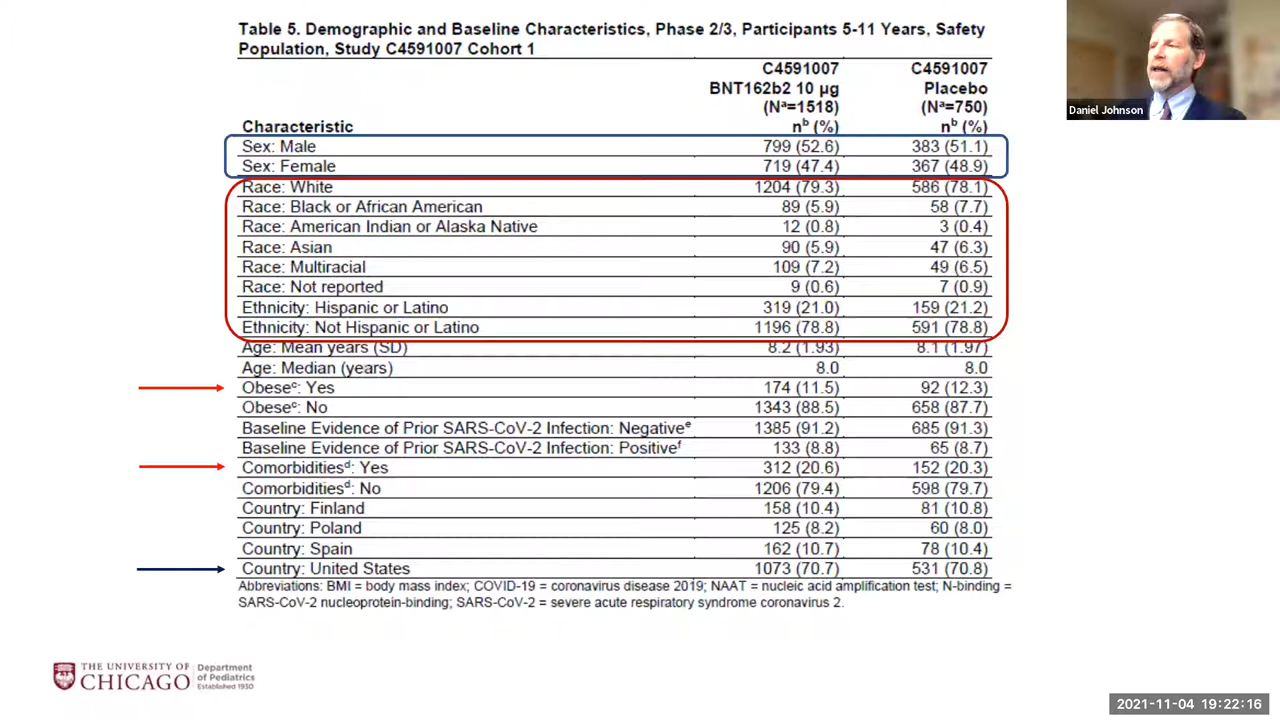 Table 5. Demographic and Baseline Characteristics, Phase 2/3, Participants 5-11 Years, Safety
Population, Study C4591007 Cohort 1
C4591007 C4591007
BNT162b2 10 µg Placebo
(Nᵃ=1518) (Nᵃ=750)
Characteristic nᵇ (%) nᵇ (%)
Sex: Male 799 (52.6) 383 (51.1)
Sex: Female 719 (47.4) 367 (48.9)
Race: White 1204 (79.3) 586 (78.1)
Race: Black or African American 89 (5.9) 58 (7.7)
Race: American Indian or Alaska Native 12 (0.8) 3 (0.4)
Race: Asian 90 (5.9) 47 (6.3)
Race: Multiracial 109 (7.2) 49 (6.5)
Race: Not reported 9 (0.6) 7 (0.9)
Ethnicity: Hispanic or Latino 319 (21.0) 159 (21.2)
Ethnicity: Not Hispanic or Latino 1196 (78.8) 591 (78.8)
Age: Mean years (SD) 8.2 (1.93) 8.1 (1.97)
Age: Median (years) 8.0 8.0
Obeseᶜ: Yes 174 (11.5) 92 (12.3)
Obeseᶜ: No 1343 (88.5) 658 (87.7)
Baseline Evidence of Prior SARS-CoV-2 Infection: Negativeᵉ 1385 (91.2) 685 (91.3)
Baseline Evidence of Prior SARS-CoV-2 Infection: Positiveᶠ 133 (8.8) 65 (8.7)
Comorbiditiesᵈ: Yes 312 (20.6) 152 (20.3)
Comorbiditiesᵈ: No 1206 (79.4) 598 (79.7)
Country: Finland 158 (10.4) 81 (10.8)
Country: Poland 125 (8.2) 60 (8.0)
Country: Spain 162 (10.7) 78 (10.4)
Country: United States 1073 (70.7) 531 (70.8)
Abbreviations: BMI = body mass index; COVID-19 = coronavirus disease 2019; NAAT = nucleic acid amplification test; N-binding =
SARS-CoV-2 nucleoprotein-binding; SARS-CoV-2 = severe acute respiratory syndrome coronavirus 2.
Daniel Johnson
THE UNIVERSITY OF
CHICAGO
Department
of Pediatrics
Established 1930
2021-11-04 19:22:16